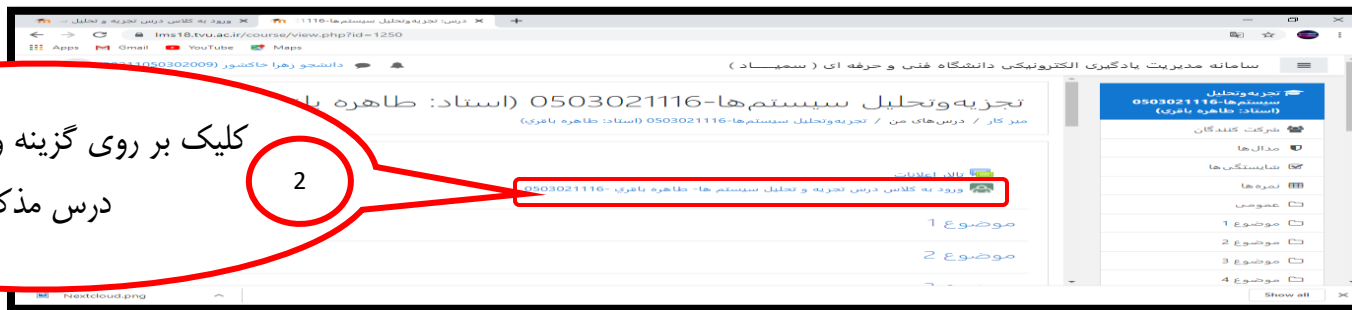 درس: تجزیه‌وتحلیل سیستم‌ها-1116
ورود به کلاس درس تجزیه و تحلیل
lms18.tvu.ac.ir/course/view.php?id=1250
Apps Gmail YouTube Maps
سامانه مدیریت یادگیری الکترونیکی دانشگاه فنی و حرفه ای ( سمیـــــاد )
دانشجو زهرا خاکشور
تجزیه‌وتحلیل سیستم‌ها-0503021116 (استاد: طاهره
میز کار / درس‌های من / تجزیه‌وتحلیل سیستم‌ها-0503021116 (استاد: طاهره باقری)
تجزیه‌وتحلیل
سیستم‌ها-0503021116
(استاد: طاهره باقری)
شرکت کنندگان
مدال‌ها
شایستگی‌ها
نمره‌ها
عمومی
موضوع 1
موضوع 2
موضوع 3
موضوع 4
تالار اعلانات
ورود به کلاس درس تجزیه و تحلیل سیستم ها- طاهره باقري -0503021116
موضوع 1
موضوع 2
کلیک بر روی گزینه
درس
2
Nextcloud.png
Show all